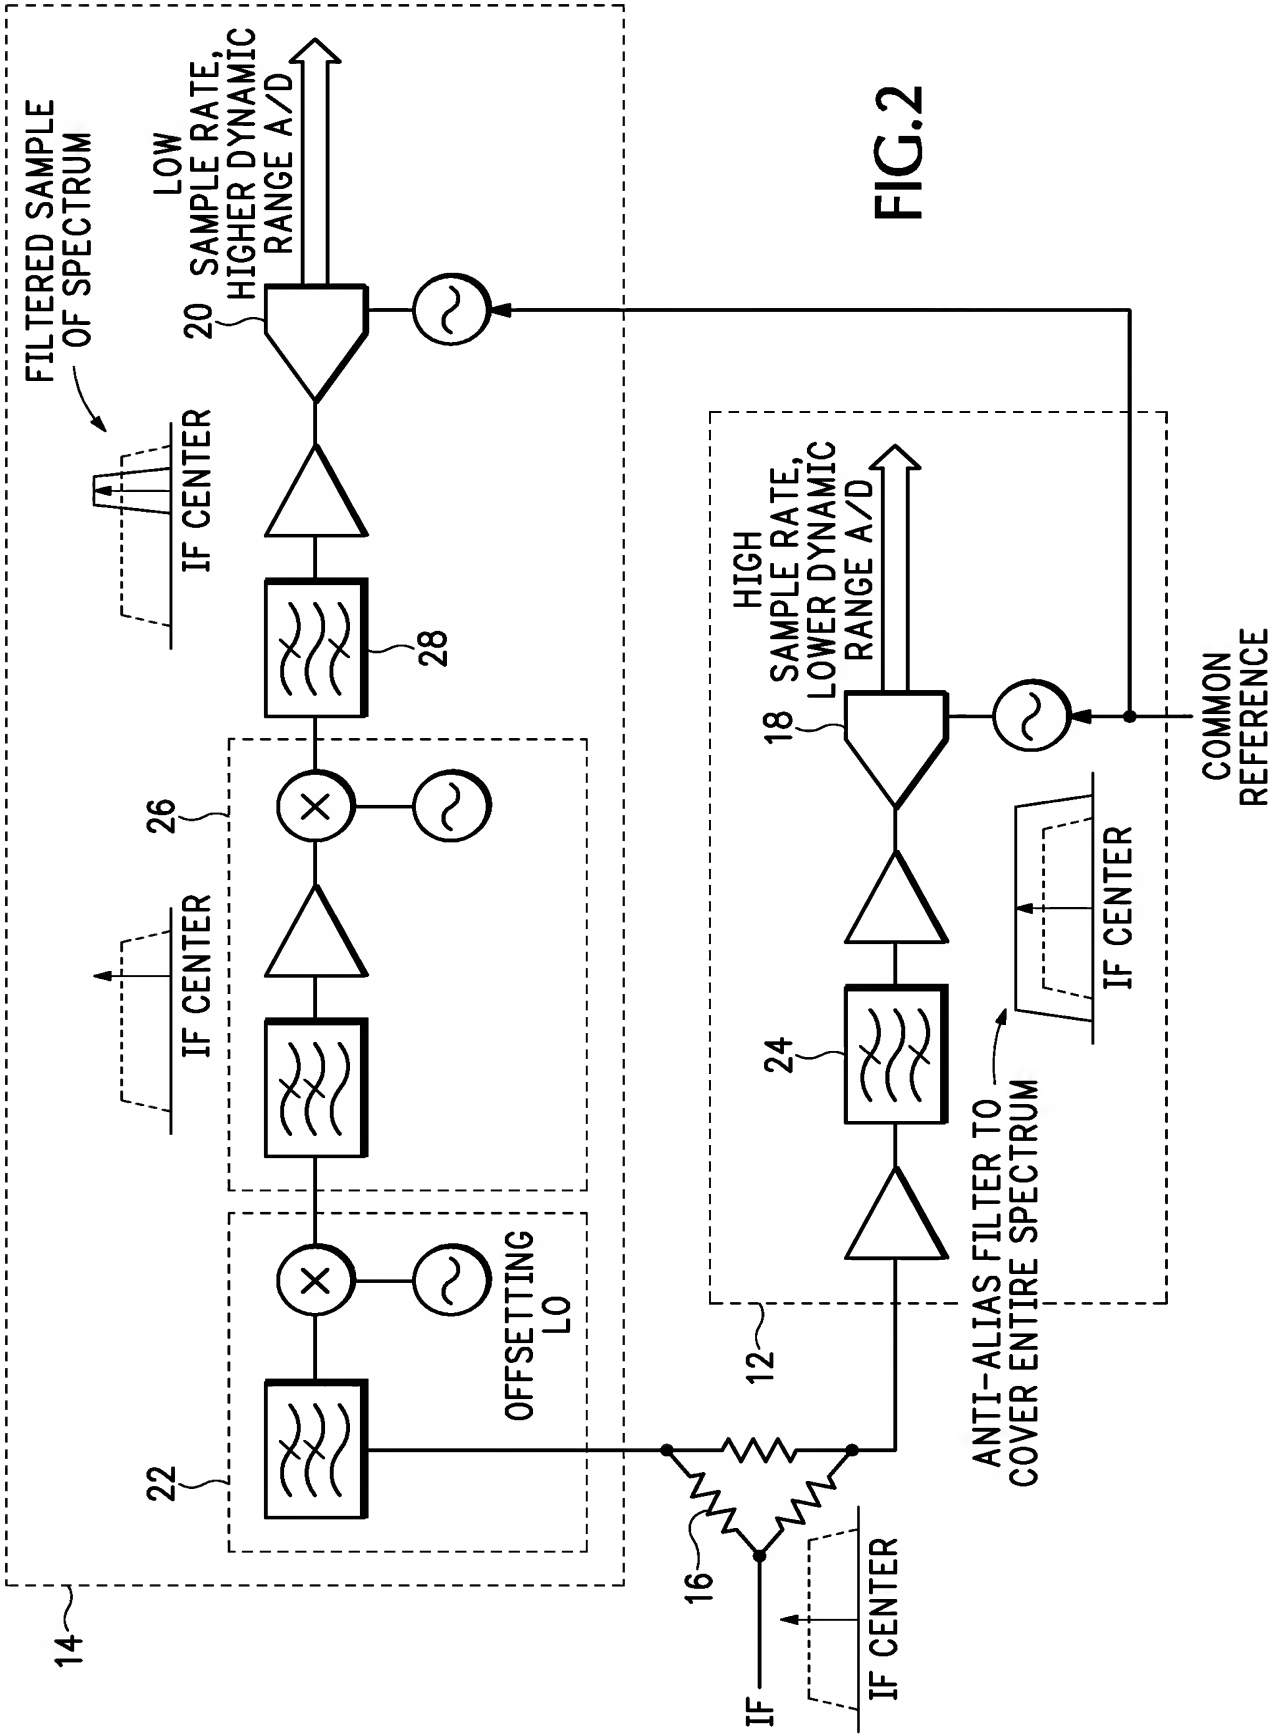 14
FILTERED SAMPLE
OF SPECTRUM
IF CENTER
IF CENTER
LOW
SAMPLE RATE,
HIGHER DYNAMIC
RANGE A/D
22
26
20
28
OFFSETTING
LO
IF
16
IF CENTER
12
HIGH
SAMPLE RATE,
LOWER DYNAMIC
RANGE A/D
24
18
ANTI-ALIAS FILTER TO
COVER ENTIRE SPECTRUM
IF CENTER
COMMON
REFERENCE
FIG.2